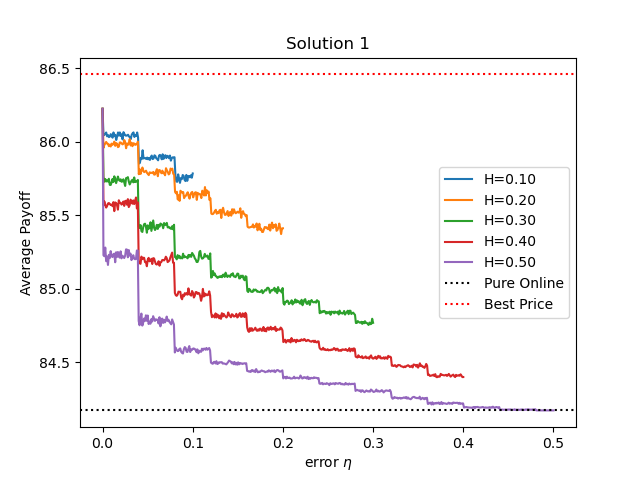 Solution 1
Average Payoff
86.5
86.0
85.5
85.0
84.5
H=0.10
H=0.20
H=0.30
H=0.40
H=0.50
Pure Online
Best Price
0.0 0.1 0.2 0.3 0.4 0.5
error η